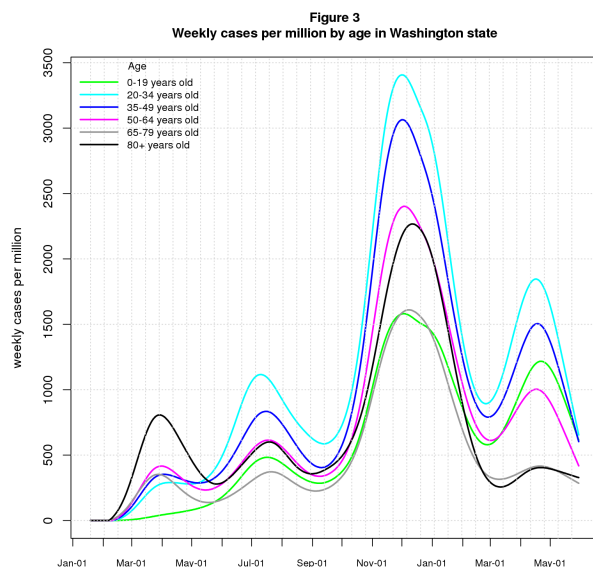 Figure 3
Weekly cases per million by age in Washington state
Age
0-19 years old
20-34 years old
35-49 years old
50-64 years old
65-79 years old
80+ years old
weekly cases per million
3500
3000
2500
2000
1500
1000
500
0
Jan-01 Mar-01 May-01 Jul-01 Sep-01 Nov-01 Jan-01 Mar-01 May-01